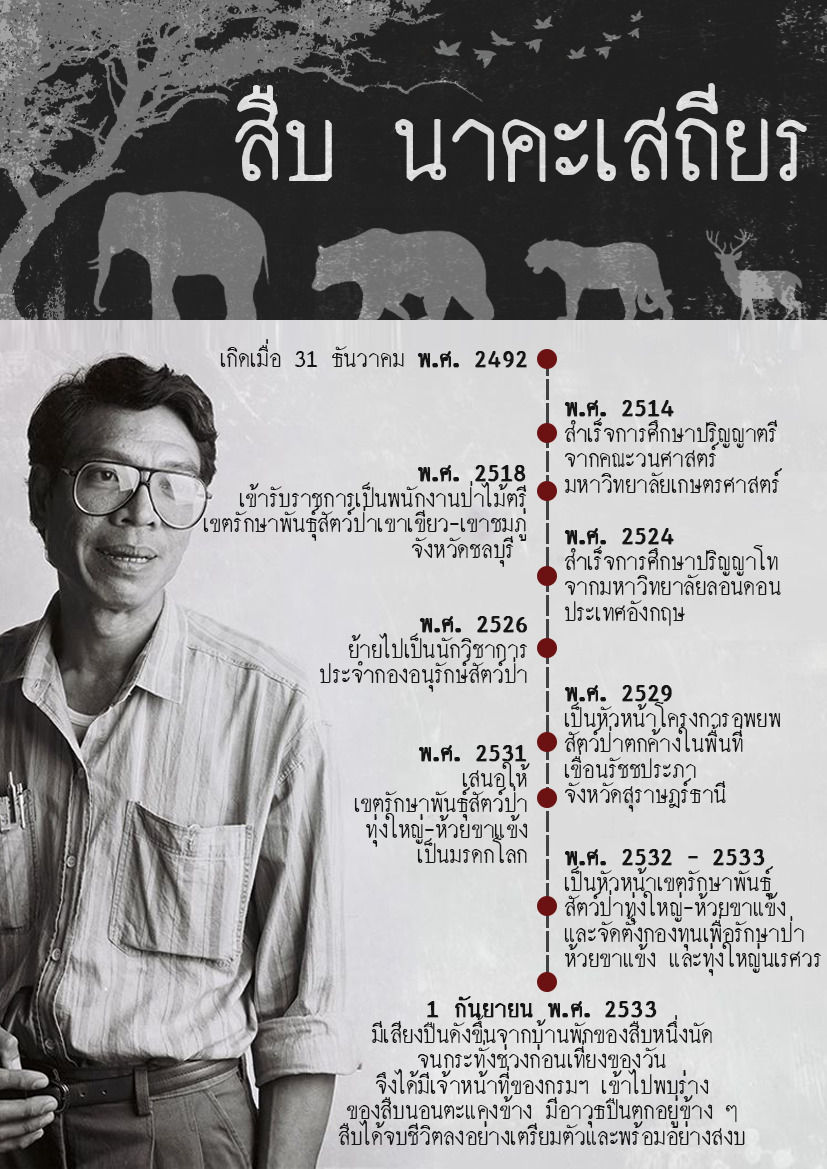 สืบ นาคะเสถียร
เกิดเมื่อ 31 ธันวาคม พ.ศ. 2492
พ.ศ. 2514
สำเร็จการศึกษาปริญญาตรี
จากคณะวนศาสตร์
มหาวิทยาลัยเกษตรศาสตร์
พ.ศ. 2518
เข้ารับราชการเป็นพนักงานป่าไม้ตรี
เขตรักษาพันธุ์สัตว์ป่าเขาเขียว-เขาชมภู่
จังหวัดชลบุรี
พ.ศ. 2524
สำเร็จการศึกษาปริญญาโท
จากมหาวิทยาลัยลอนดอน
ประเทศอังกฤษ
พ.ศ. 2526
ย้ายไปเป็นนักวิชาการ
ประจำกองอนุรักษ์สัตว์ป่า
พ.ศ. 2529
เป็นหัวหน้าโครงการอพยพ
สัตว์ป่าตกค้างในพื้นที่
เขื่อนรัชชประภา
จังหวัดสุราษฎร์ธานี
พ.ศ. 2531
เสนอให้
เขตรักษาพันธุ์สัตว์ป่า
ทุ่งใหญ่-ห้วยขาแข้ง
เป็นมรดกโลก
พ.ศ. 2532 - 2533
เป็นหัวหน้าเขตรักษาพันธุ์
สัตว์ป่าทุ่งใหญ่-ห้วยขาแข้ง
และจัดตั้งกองทุนเพื่อรักษาป่า
ห้วยขาแข้ง และทุ่งใหญ่นเรศวร
1 กันยายน พ.ศ. 2533
มีเสียงปืนดังขึ้นจากบ้านพักของสืบหนึ่งนัด
จนกระทั่งช่วงก่อนเที่ยงของวัน
จึงได้มีเจ้าหน้าที่ของกรมฯ เข้าไปพบร่าง
ของสืบนอนตะแคงข้าง มีอาวุธปืนตกอยู่ข้าง ๆ
สืบได้จบชีวิตลงอย่างเตรียมตัวและพร้อมอย่างสงบ